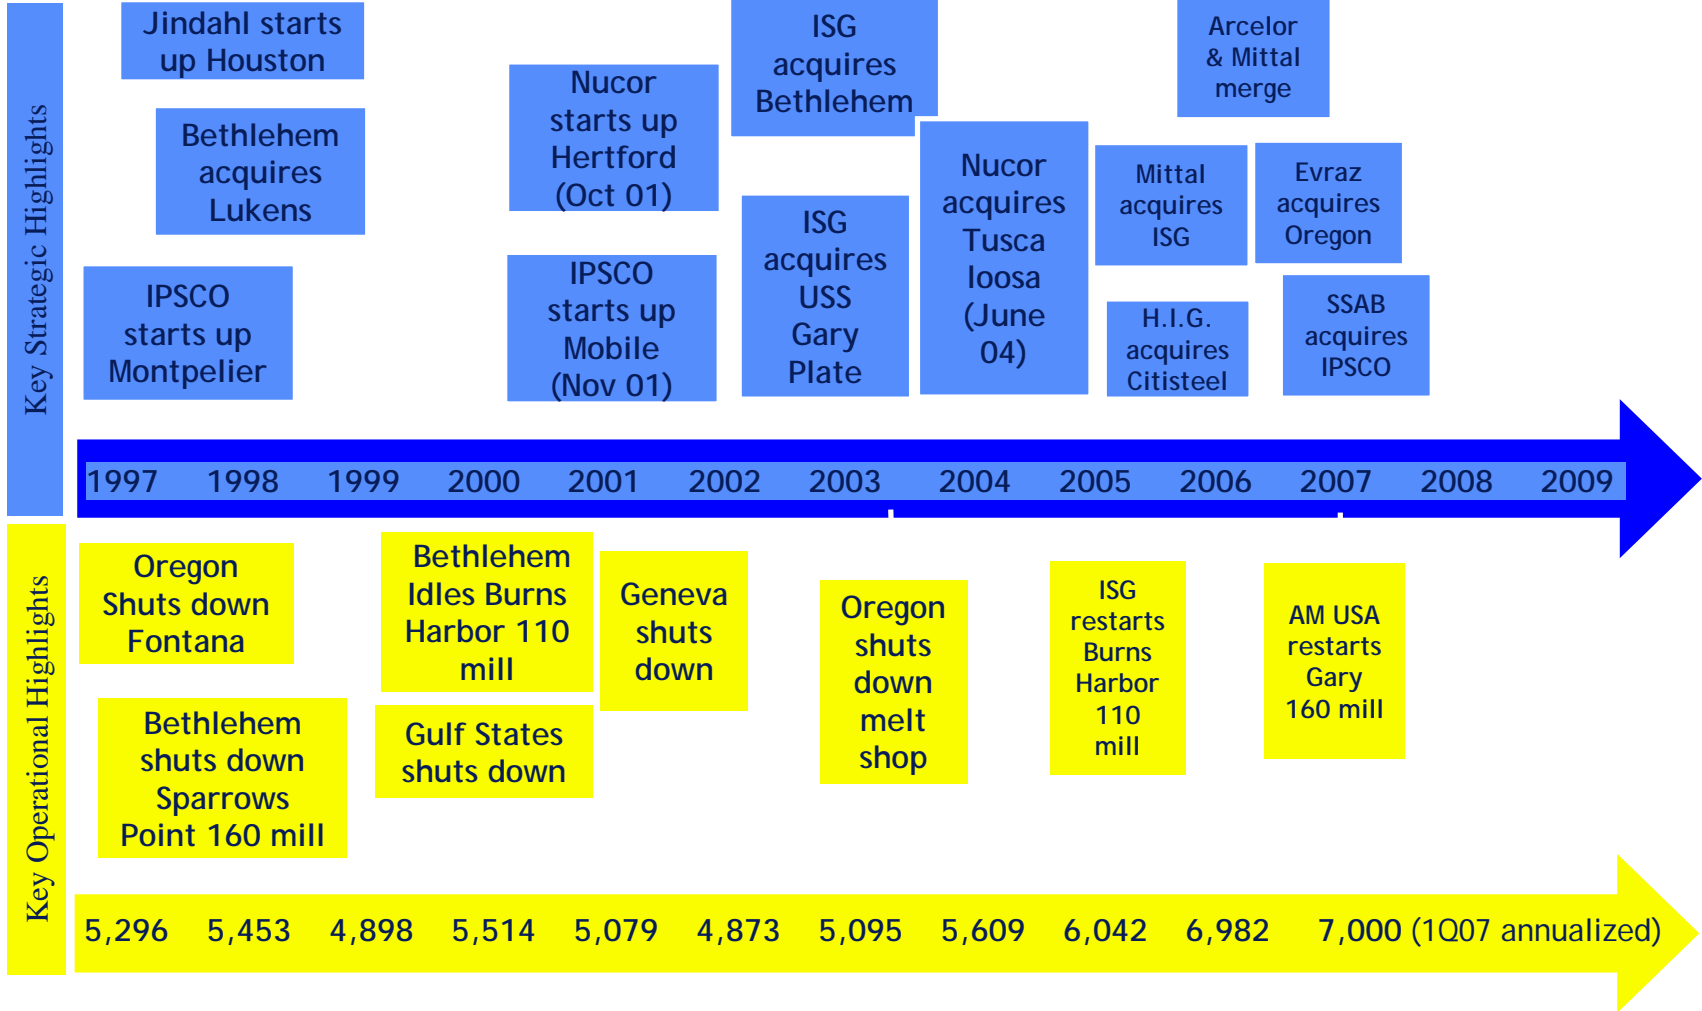 Key Strategic Highlights
Jindahl starts
up Houston
Bethlehem
acquires
Lukens
IPSCO
starts up
Montpelier
Nucor
starts up
Hertford
(Oct 01)
IPSCO
starts up
Mobile
(Nov 01)
ISG
acquires
Bethlehem
ISG
acquires
USS
Gary
Plate
Nucor
acquires
Tusca
loosa
(June
04)
Arcelor
& Mittal
merge
Mittal
acquires
ISG
H.I.G.
acquires
Citisteel
Evraz
acquires
Oregon
SSAB
acquires
IPSCO
1997 1998 1999 2000 2001 2002 2003 2004 2005 2006 2007 2008 2009
Key Operational Highlights
Oregon
Shuts down
Fontana
Bethlehem
shuts down
Sparrows
Point 160 mill
Bethlehem
Idles Burns
Harbor 110
mill
Gulf States
shuts down
Geneva
shuts
down
Oregon
shuts
down
melt
shop
ISG
restarts
Burns
Harbor
110
mill
AM USA
restarts
Gary
160 mill
5,296 5,453 4,898 5,514 5,079 4,873 5,095 5,609 6,042 6,982 7,000 (1Q07 annualized)